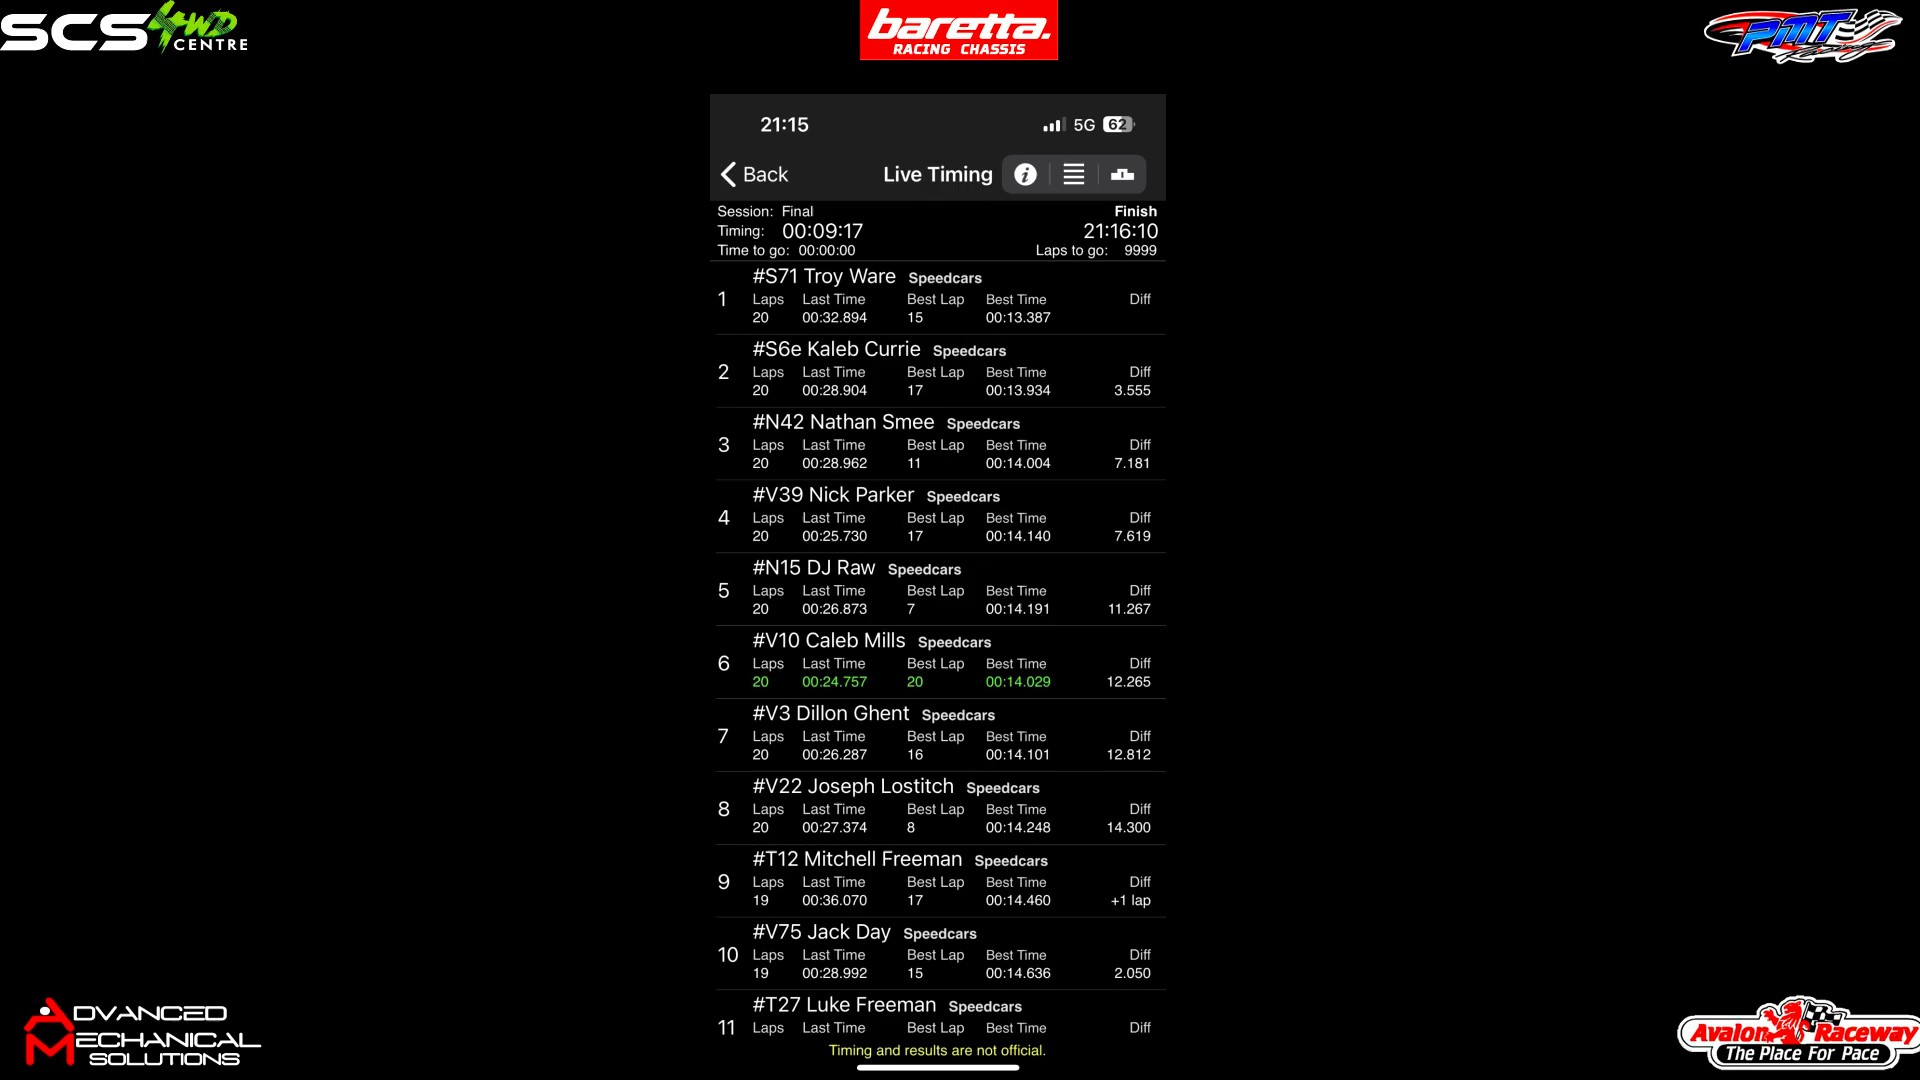 SCS 4WD CENTRE
baretta.
RACING CHASSIS
PMT Racing
21:15 5G 62
Back Live Timing
Session: Final Finish
Timing: 00:09:17 21:16:10
Time to go: 00:00:00 Laps to go: 9999
#S71 Troy Ware Speedcars
1 Laps Last Time Best Lap Best Time Diff
20 00:32.894 15 00:13.387
#S6e Kaleb Currie Speedcars
2 Laps Last Time Best Lap Best Time Diff
20 00:28.904 17 00:13.934 3.555
#N42 Nathan Smee Speedcars
3 Laps Last Time Best Lap Best Time Diff
20 00:28.962 11 00:14.004 7.181
#V39 Nick Parker Speedcars
4 Laps Last Time Best Lap Best Time Diff
20 00:25.730 17 00:14.140 7.619
#N15 DJ Raw Speedcars
5 Laps Last Time Best Lap Best Time Diff
20 00:26.873 7 00:14.191 11.267
#V10 Caleb Mills Speedcars
6 Laps Last Time Best Lap Best Time Diff
20 00:24.757 20 00:14.029 12.265
#V3 Dillon Ghent Speedcars
7 Laps Last Time Best Lap Best Time Diff
20 00:26.287 16 00:14.101 12.812
#V22 Joseph Lostitch Speedcars
8 Laps Last Time Best Lap Best Time Diff
20 00:27.374 8 00:14.248 14.300
#T12 Mitchell Freeman Speedcars
9 Laps Last Time Best Lap Best Time Diff
19 00:36.070 17 00:14.460 +1 lap
#V75 Jack Day Speedcars
10 Laps Last Time Best Lap Best Time Diff
19 00:28.992 15 00:14.636 2.050
#T27 Luke Freeman Speedcars
11 Laps Last Time Best Lap Best Time Diff
Timing and results are not official.
ADVANCED
MECHANICAL
SOLUTIONS
Avalon Raceway
The Place For Pace